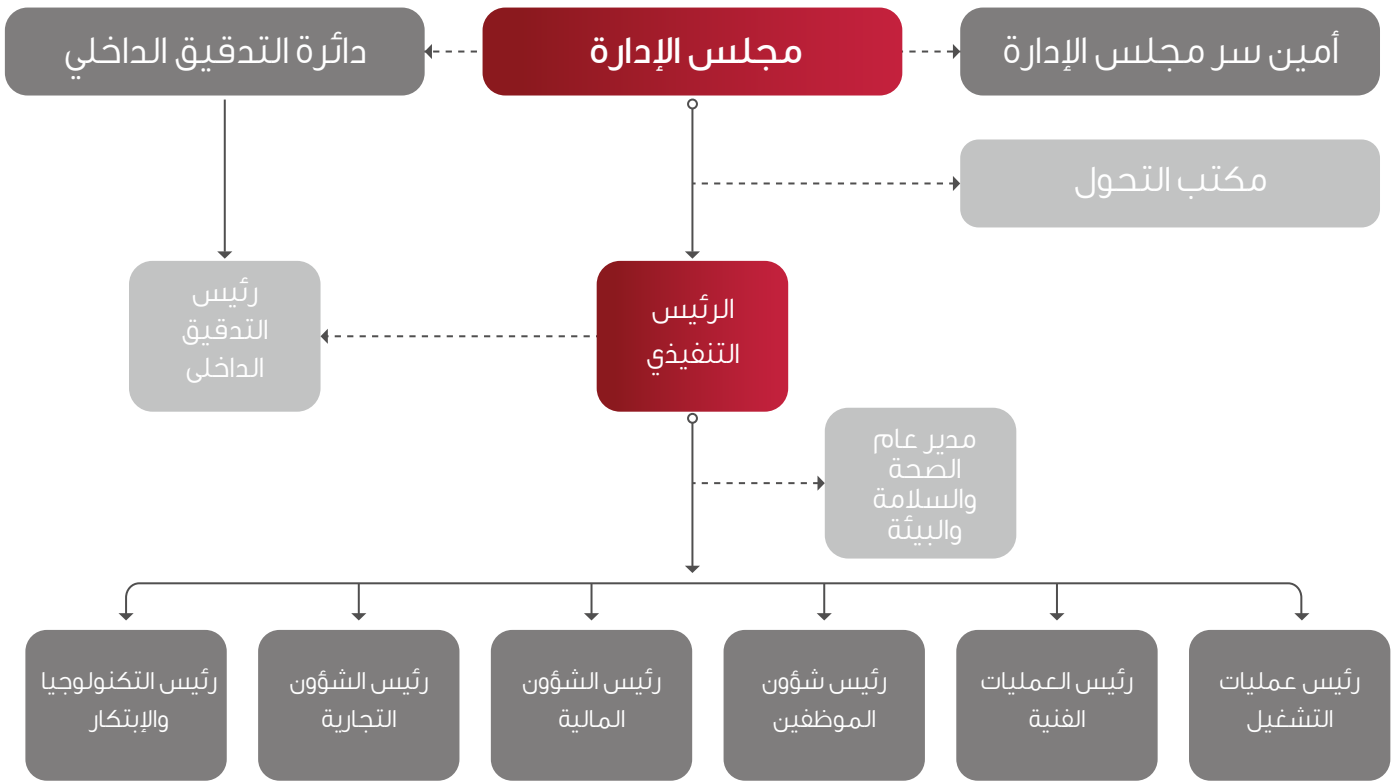 أمين سر مجلس الإدارة
مجلس الإدارة
دائرة التدقيق الداخلي
مكتب التحول
الرئيس
التنفيذي
رئيس
التدقيق
الداخلى
مدير عام
الصحة
والسلامة
والبيئة
رئيس عمليات
التشغيل
رئيس العمليات
الفنية
رئيس شؤون
الموظفين
رئيس الشؤون
المالية
رئيس الشؤون
التجارية
رئيس التكنولوجيا
والإبتكار